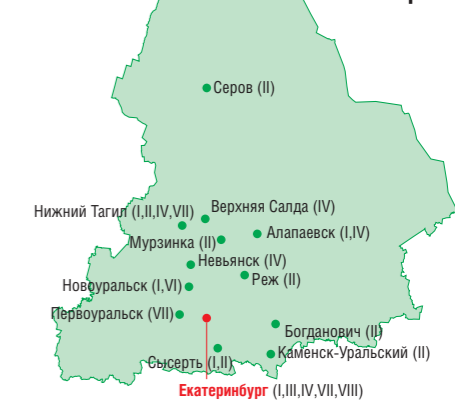 Серов (II)
Верхняя Салда (IV)
Нижний Тагил (I,II,IV,VII)
Алапаевск (I,IV)
Мурзинка (II)
Невьянск (IV)
Реж (II)
Новоуральск (I,VI)
Первоуральск (VII)
Богданович (II)
Каменск-Уральский (II)
Сысерть (I,II)
Екатеринбург (I,III,IV,VII,VIII)